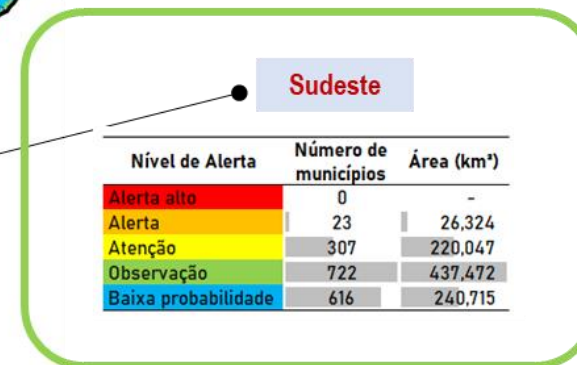 Sudeste
Nível de Alerta Número de municípios Área (km²)
Alerta alto 0 -
Alerta 23 26,324
Atenção 307 220,047
Observação 722 437,472
Baixa probabilidade 616 240,715